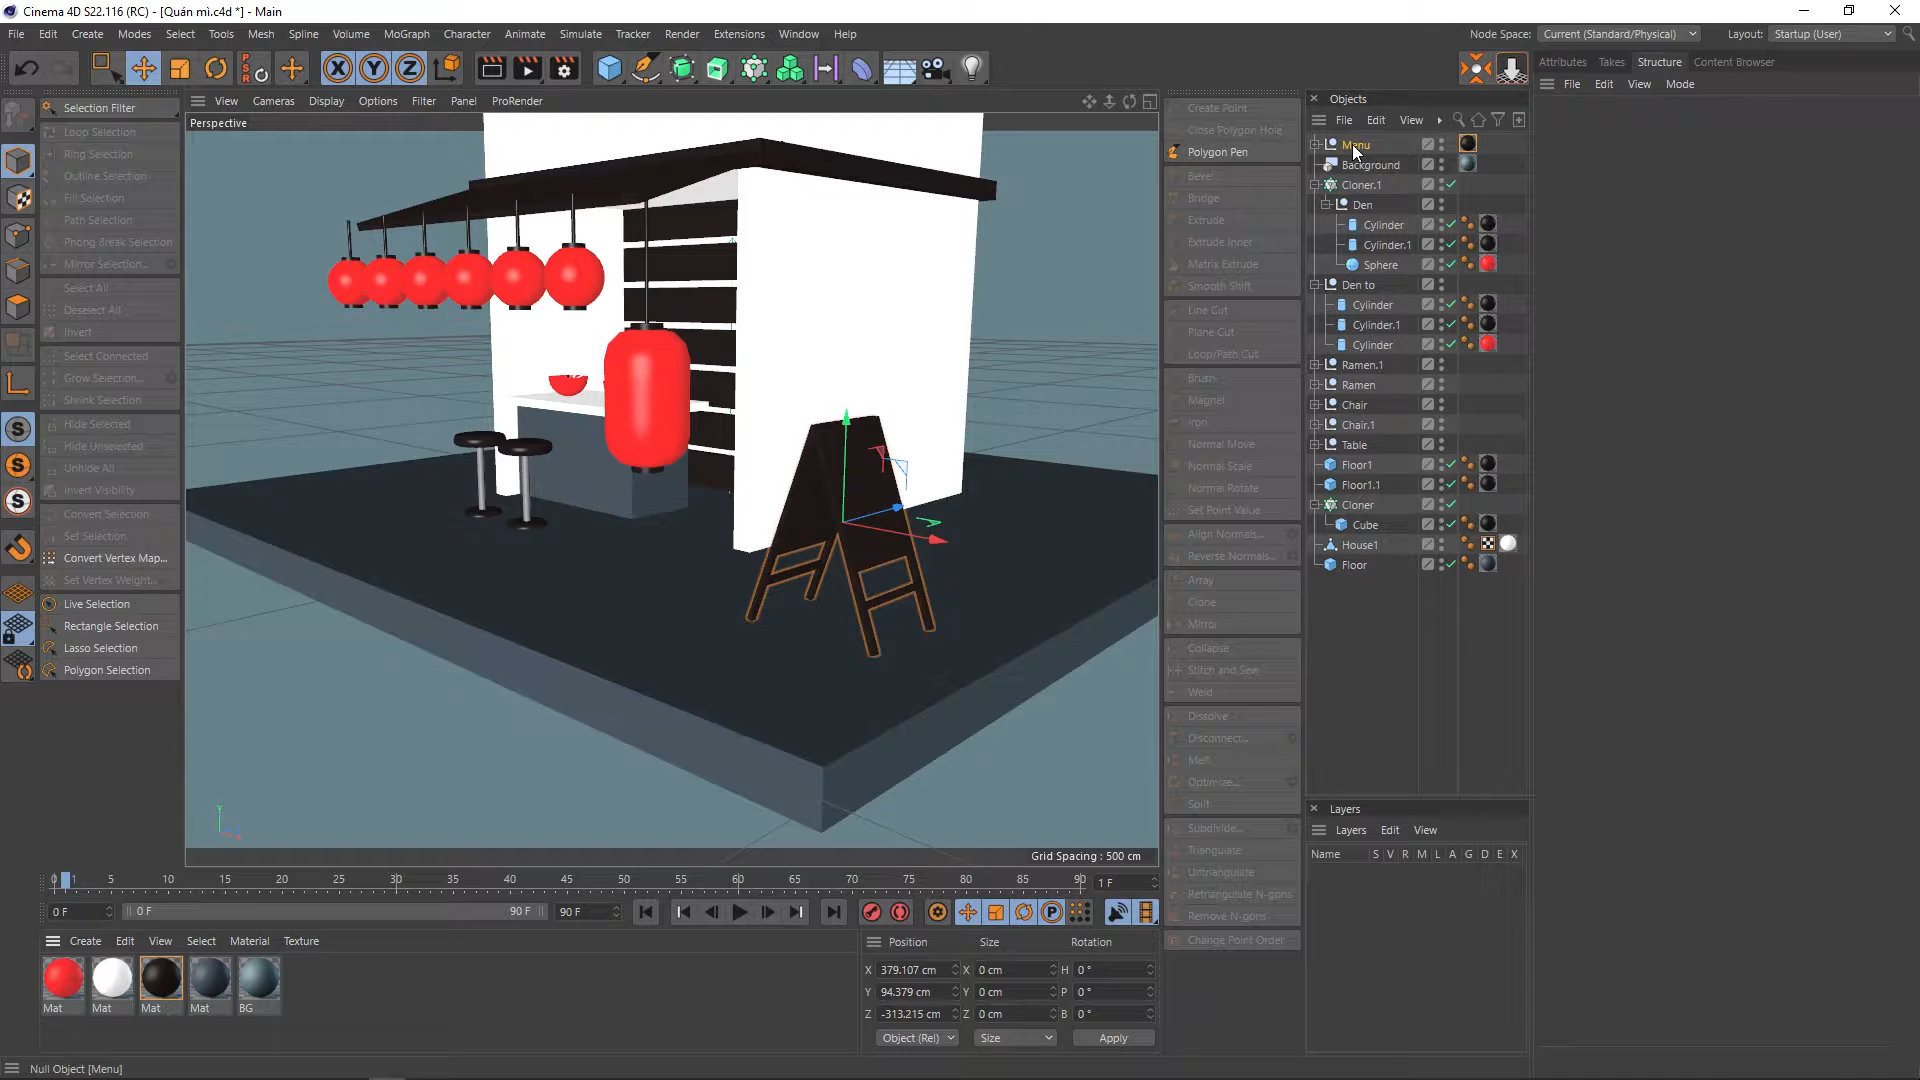 Cinema 4D S22.116 (RC) - [Quán mì.c4d *] - Main
File Edit Create Modes Select Tools Mesh Spline Volume MoGraph Character Animate Simulate Tracker Render Extensions Window Help
Node Space: Current (Standard/Physical) Layout: Startup (User)
Attributes Takes Structure Content Browser
File Edit View Mode
Selection Filter
Loop Selection
Ring Selection
Outline Selection
Fill Selection
Path Selection
Phong Break Selection
Mirror Selection...
Select All
Deselect All
Invert
Select Connected
Grow Selection...
Shrink Selection
Hide Selected
Hide Unselected
Unhide All
Invert Visibility
Convert Selection
Set Selection
Convert Vertex Map...
Set Vertex Weight...
Live Selection
Rectangle Selection
Lasso Selection
Polygon Selection
View Cameras Display Options Filter Panel ProRender
Perspective
Grid Spacing : 500 cm
Create Point
Close Polygon Hole
Polygon Pen
Bevel
Bridge
Extrude
Extrude Inner
Matrix Extrude
Smooth Shift
Line Cut
Plane Cut
Loop/Path Cut
Brush
Magnet
Iron
Normal Move
Normal Scale
Normal Rotate
Set Point Value
Align Normals...
Reverse Normals...
Array
Clone
Mirror
Collapse
Stitch and Sew
Weld
Dissolve
Disconnect...
Melt
Optimize...
Split
Subdivide...
Triangulate
Untriangulate
Retriangulate N-gons
Remove N-gons
Change Point Order...
Objects
File Edit View
Menu
Background
Cloner.1
Den
Cylinder
Cylinder.1
Sphere
Den to
Cylinder
Cylinder.1
Cylinder
Ramen.1
Ramen
Chair
Chair.1
Table
Floor1
Floor1.1
Cloner
Cube
House1
Floor
Layers
Layers Edit View
Name S V R M L A G D E X
0 1 5 10 15 20 25 30 35 40 45 50 55 60 65 70 75 80 85 90 1 F
0 F 0 F 90 F 90 F
Create Edit View Select Material Texture
Mat Mat Mat Mat BG
Position Size Rotation
X 379.107 cm X 0 cm H 0 °
Y 94.379 cm Y 0 cm P 0 °
Z -313.215 cm Z 0 cm B 0 °
Object (Rel) Size Apply
Null Object [Menu]